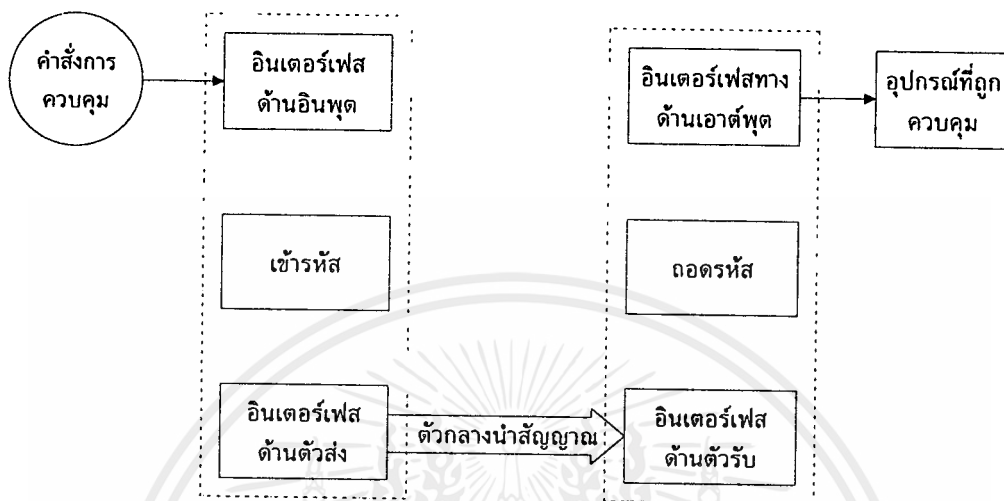 คำสั่งการ
ควบคุม
อินเตอร์เฟส
ด้านอินพุต
อินเตอร์เฟสทาง
ด้านเอาต์พุต
อุปกรณ์ที่ถูก
ควบคุม
เข้ารหัส
ถอดรหัส
อินเตอร์เฟส
ด้านตัวส่ง
ตัวกลางนำสัญญาณ
อินเตอร์เฟส
ด้านตัวรับ